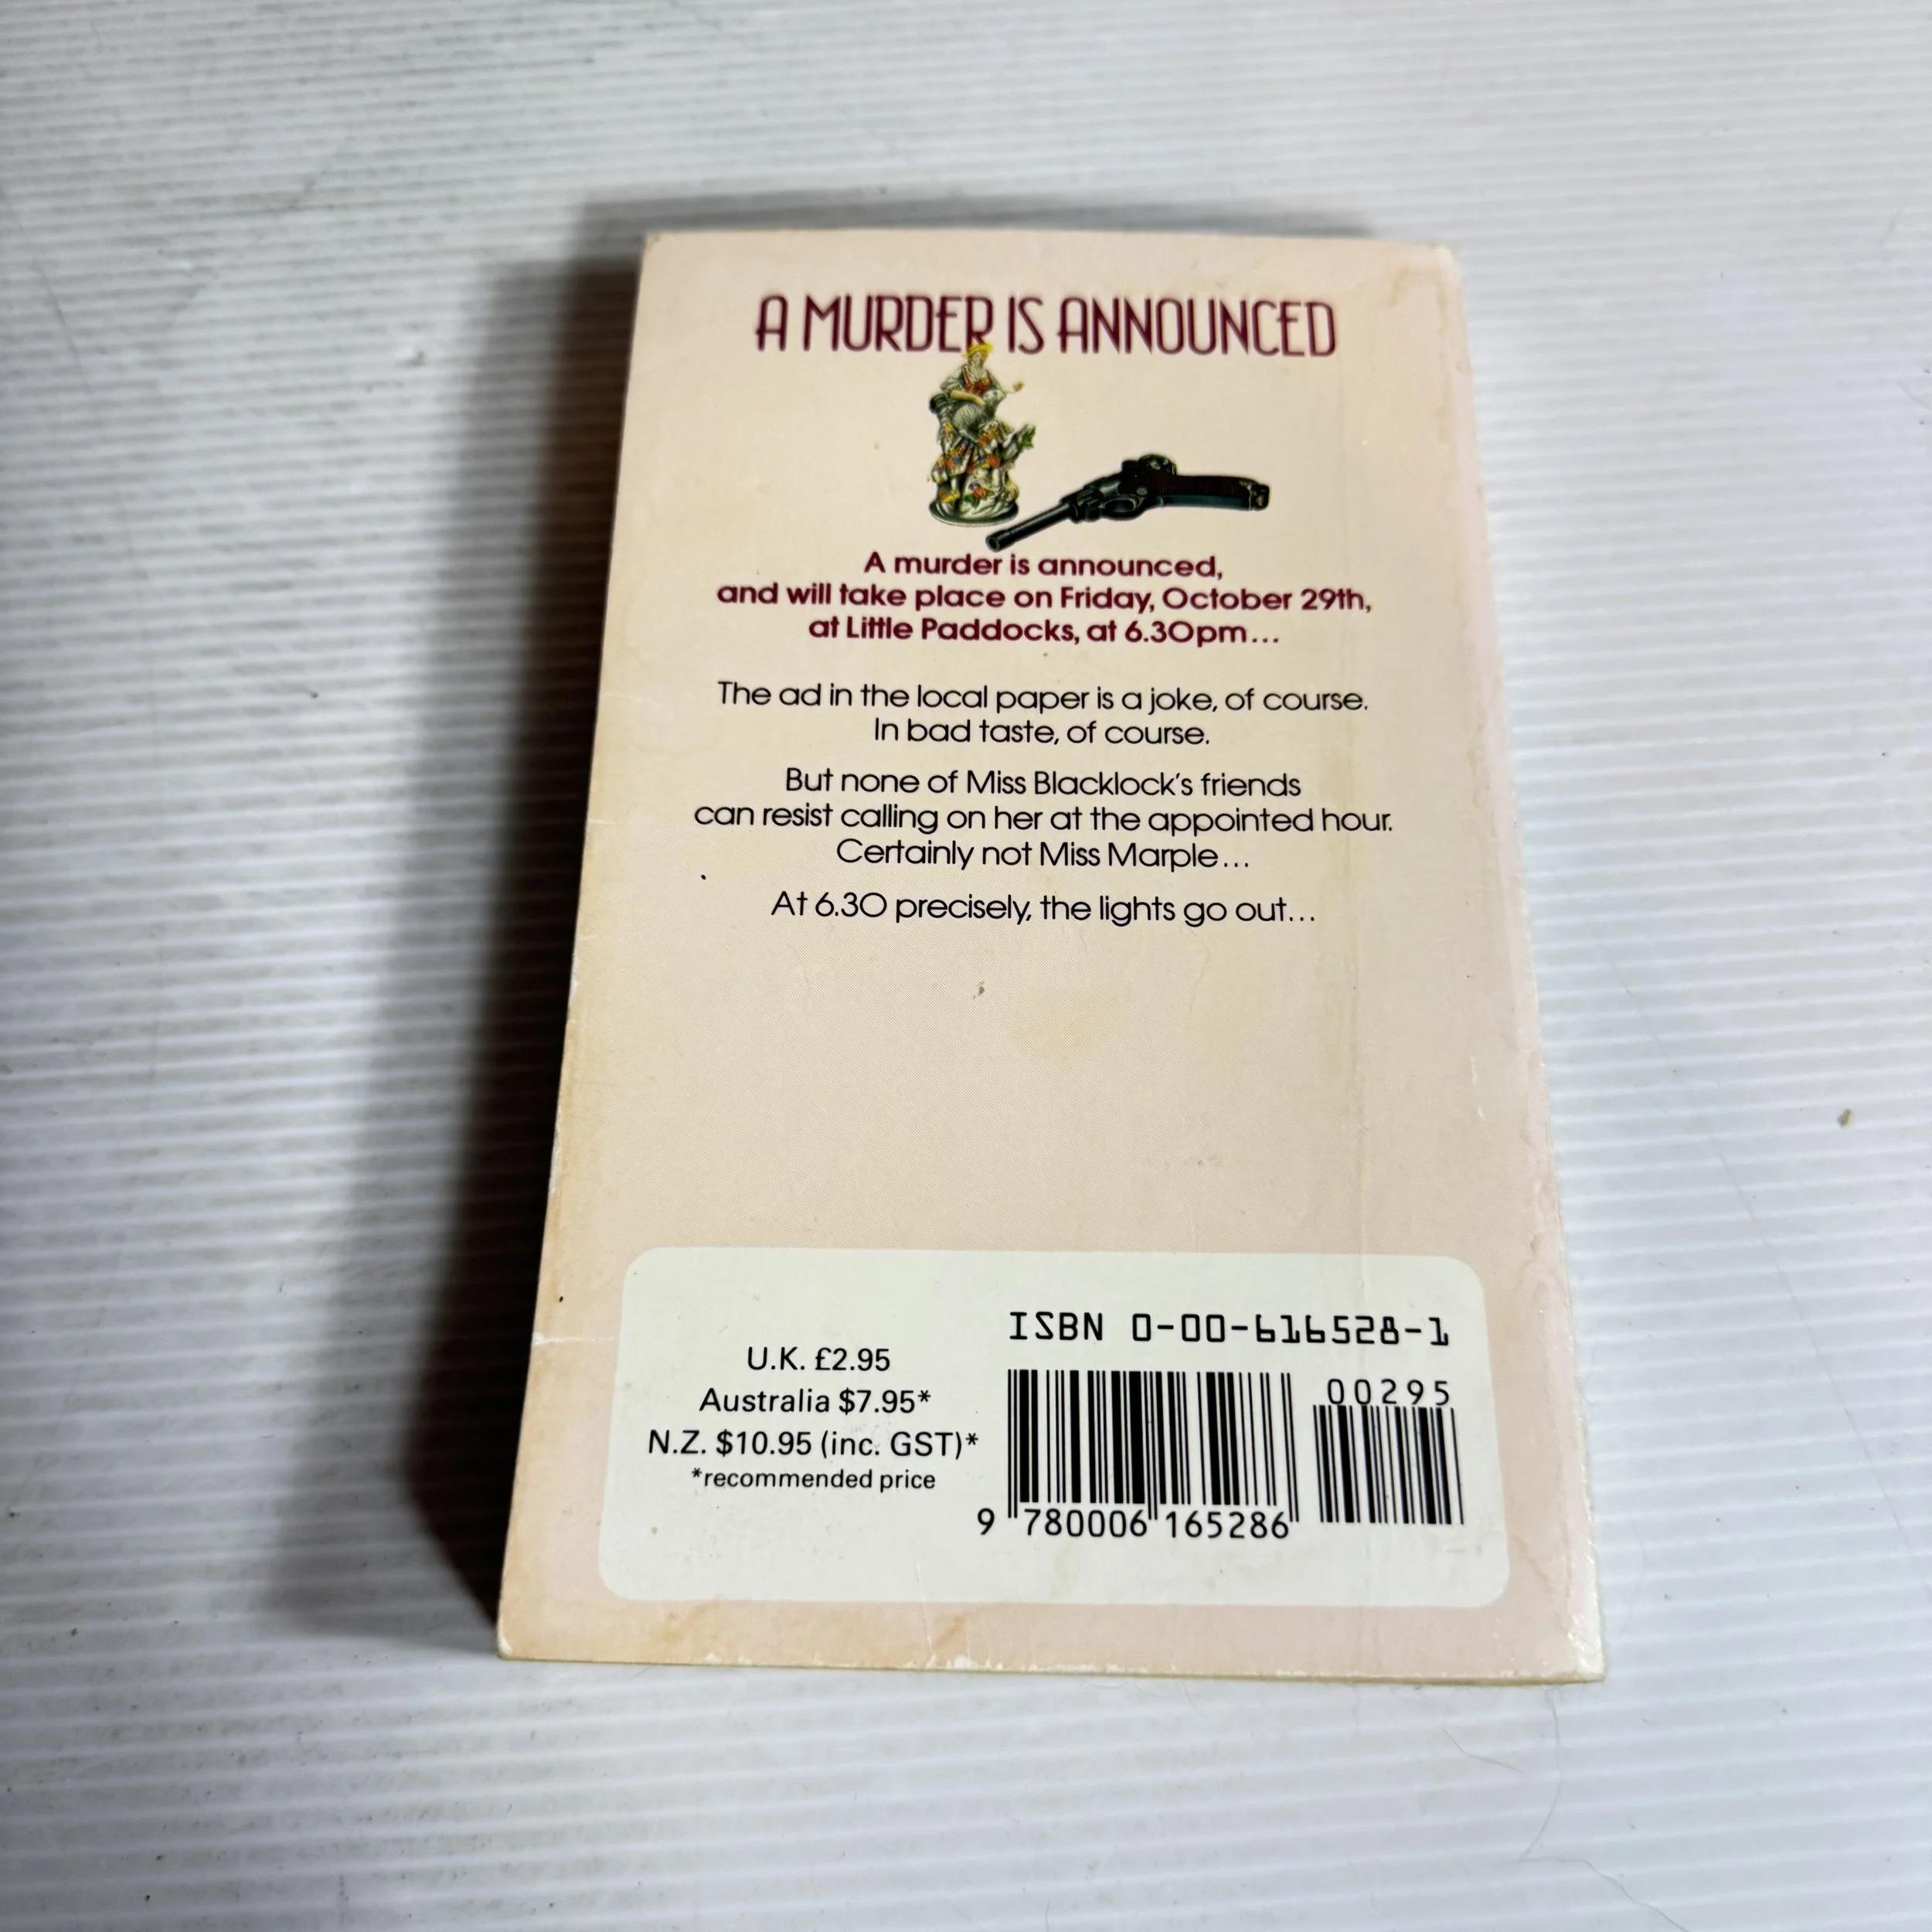 A MURDER IS ANNOUNCED
A murder is announced,
and will take place on Friday, October 29th,
at Little Paddocks, at 6.30pm...
The ad in the local paper is a joke, of course.
In bad taste, of course.
But none of Miss Blacklock's friends
can resist calling on her at the appointed hour.
Certainly not Miss Marple...
At 6.30 precisely, the lights go out...
U.K. £2.95
Australia $7.95*
N.Z. $10.95 (inc. GST)*
*recommended price
ISBN 0-00-616528-1
00295
9 780006 165286